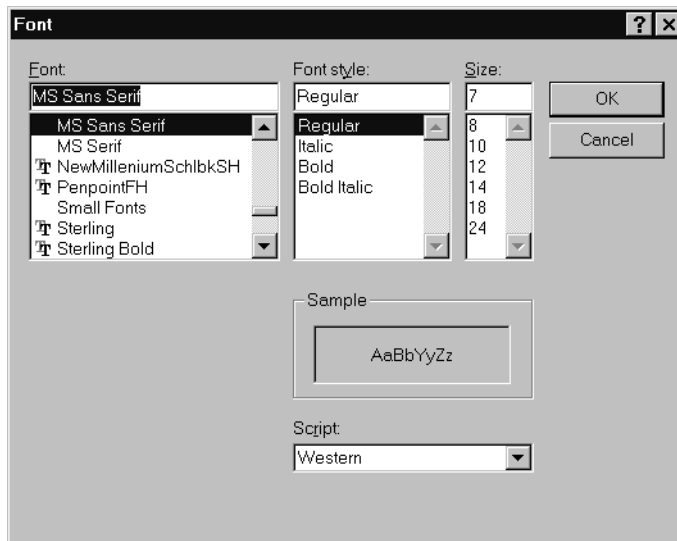 Font
Font:
MS Sans Serif
MS Sans Serif
MS Serif
NewMilleniumSchlbkSH
PenpointFH
Small Fonts
Sterling
Sterling Bold
Font style:
Regular
Regular
Italic
Bold
Bold Italic
Size:
7
8
10
12
14
18
24
OK
Cancel
Sample
AaBbYyZz
Script:
Western